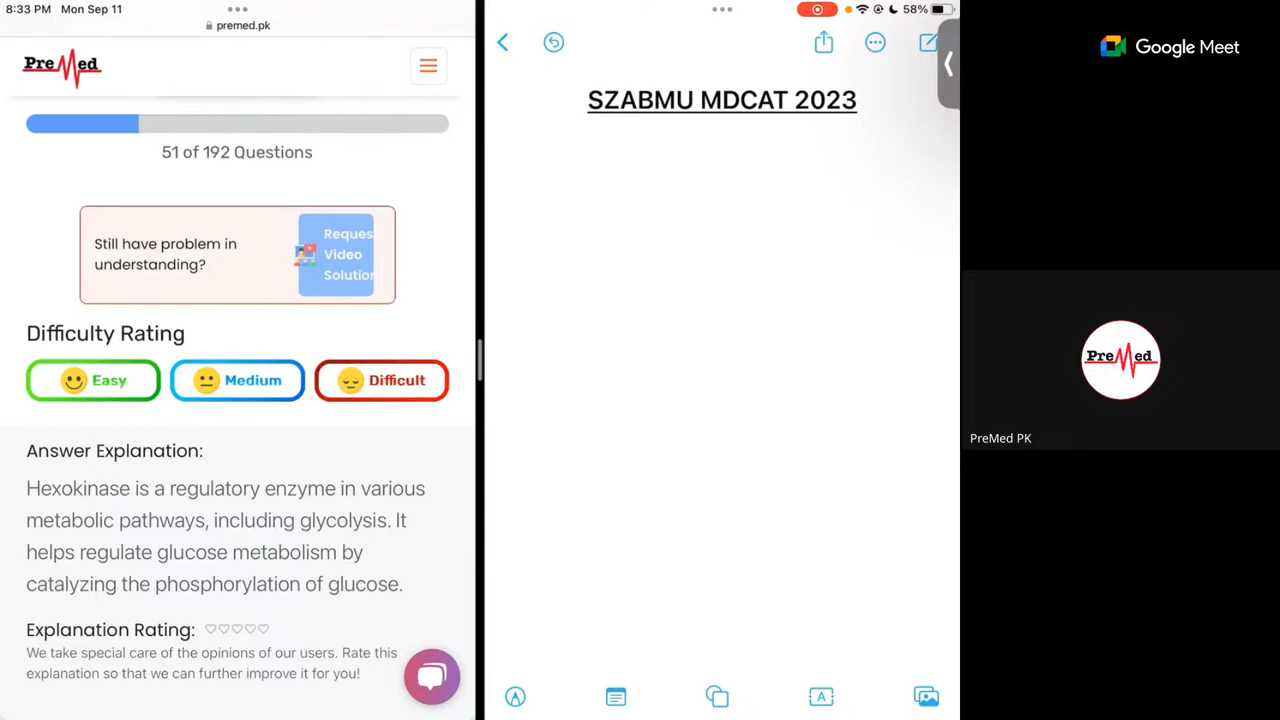 8:33 PM Mon Sep 11
premed.pk
PreMed
51 of 192 Questions
Still have problem in
understanding?
Reques
Video
Solution
Difficulty Rating
Easy
Medium
Difficult
Answer Explanation:
Hexokinase is a regulatory enzyme in various
metabolic pathways, including glycolysis. It
helps regulate glucose metabolism by
catalyzing the phosphorylation of glucose.
Explanation Rating:
We take special care of the opinions of our users. Rate this
explanation so that we can further improve it for you!
58%
SZABMU MDCAT 2023
A
Google Meet
PreMed
PreMed PK